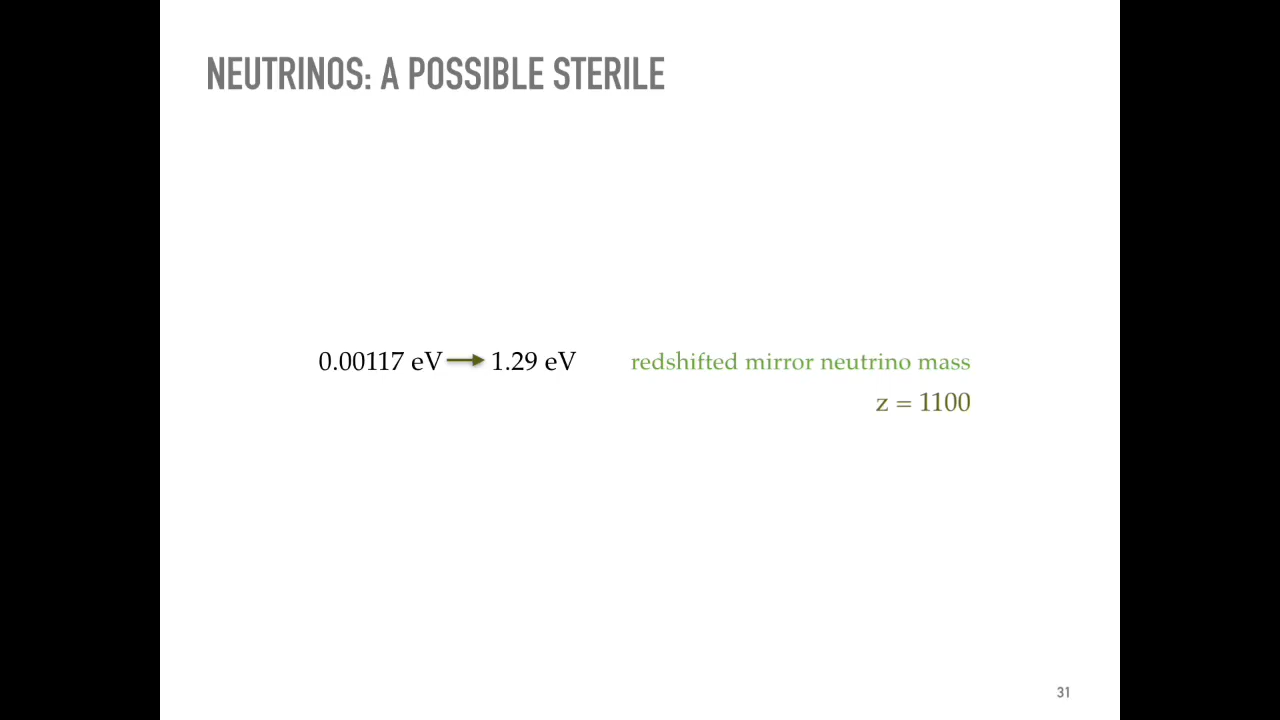 NEUTRINOS: A POSSIBLE STERILE
0.00117 eV → 1.29 eV redshifted mirror neutrino mass
z = 1100
31